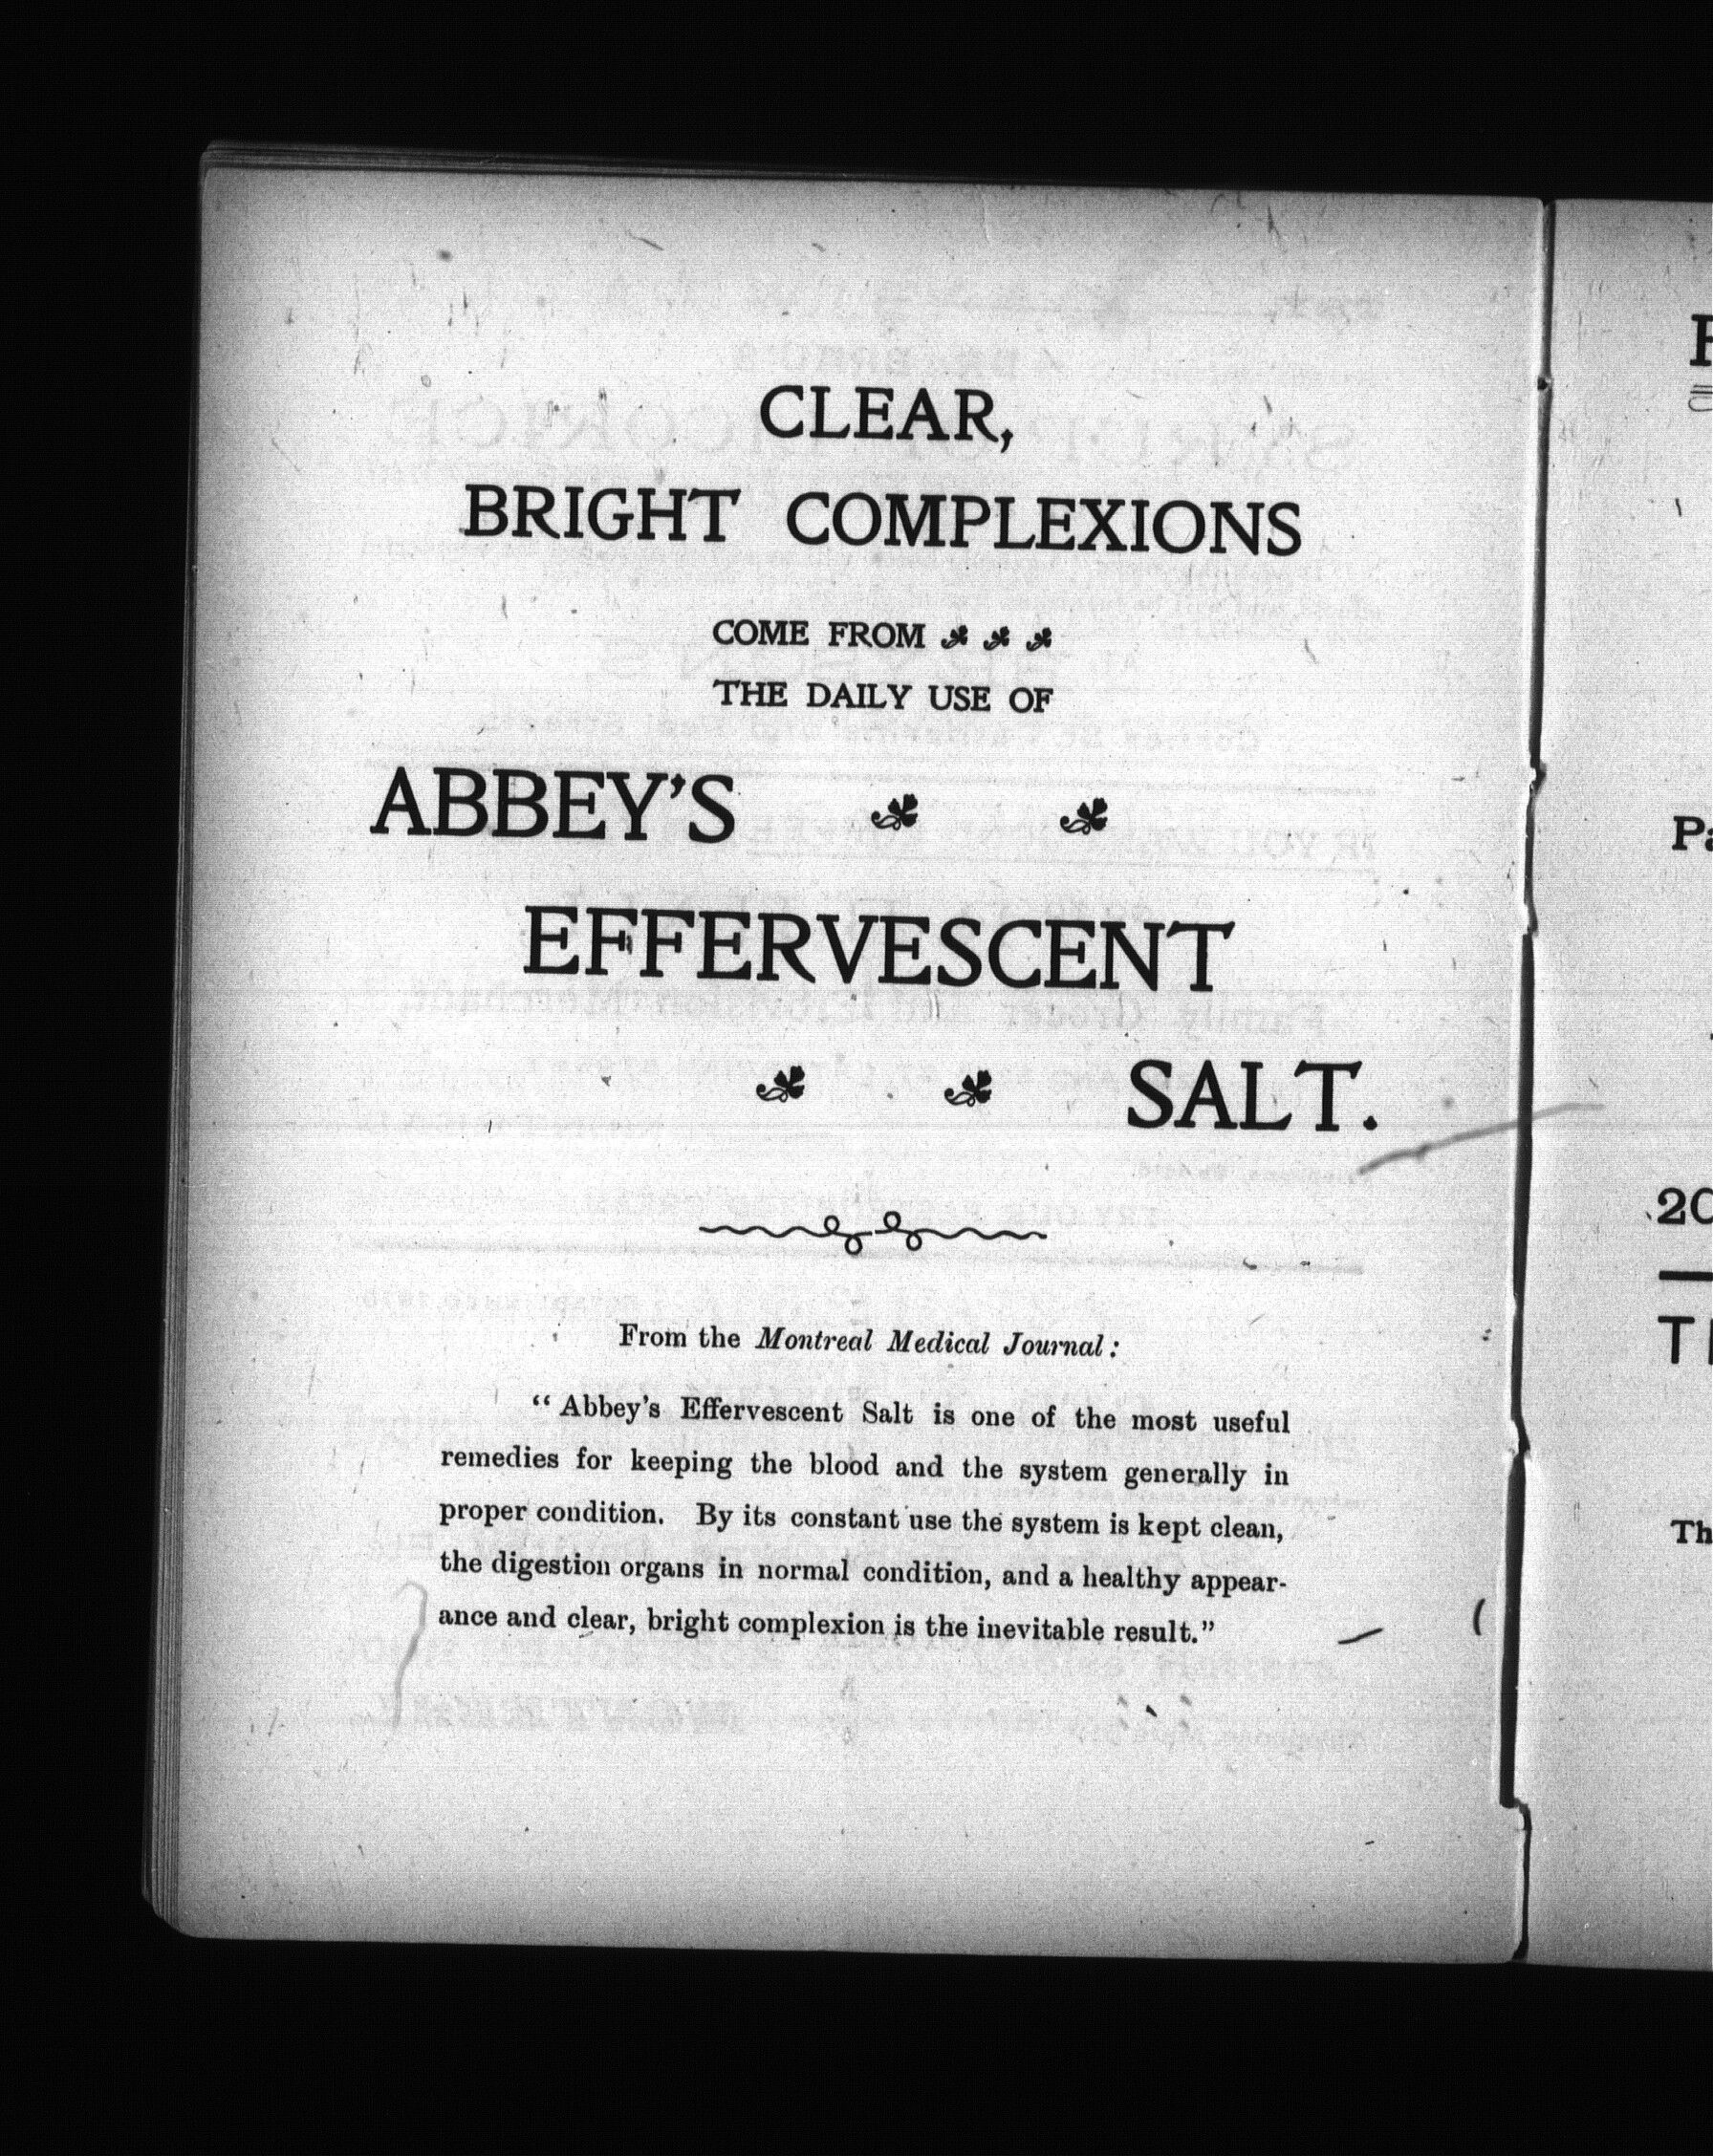 CLEAR,
BRIGHT COMPLEXIONS
COME FROM
THE DAILY USE OF
ABBEY'S
EFFERVESCENT
SALT.
From the Montreal Medical Journal:
"Abbey's Effervescent Salt is one of the most useful
remedies for keeping the blood and the system generally in
proper condition. By its constant use the system is kept clean,
the digestion organs in normal condition, and a healthy appear-
ance and clear, bright complexion is the inevitable result."
Pa
20
Th